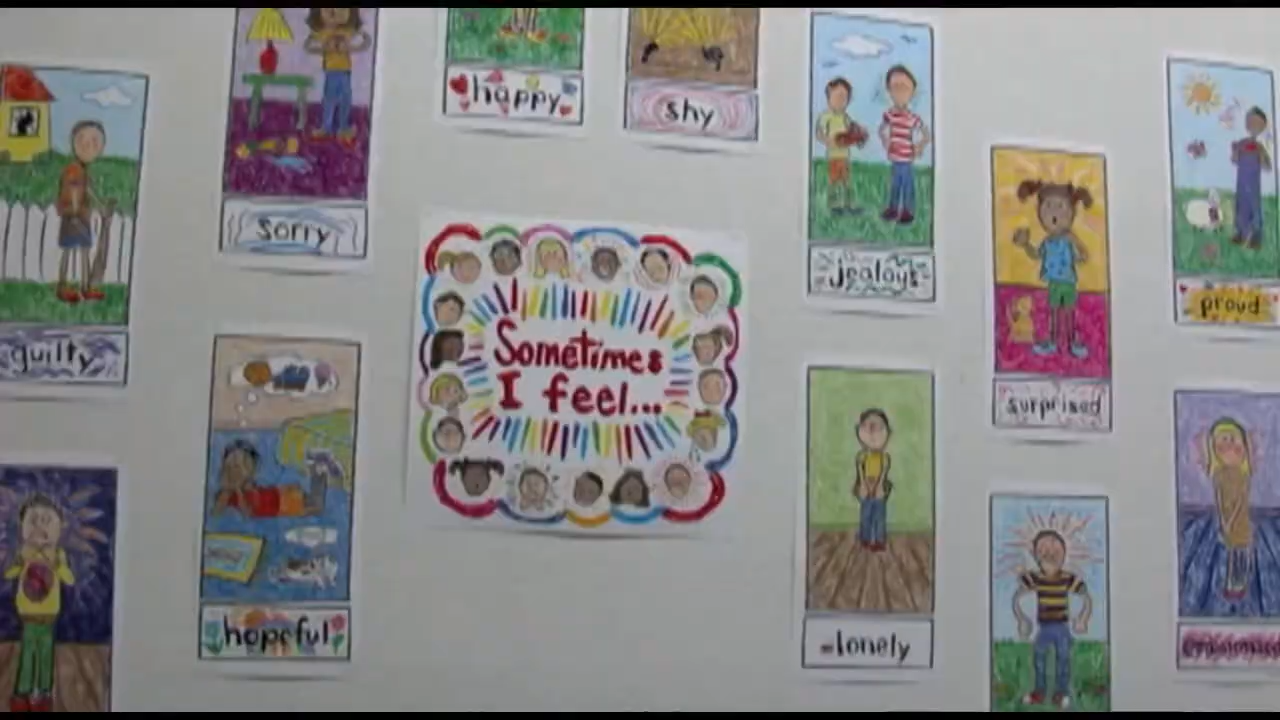 happy
shy
sorry
jealous
proud
guilty
Sometimes
I feel...
surprised
hopeful
lonely